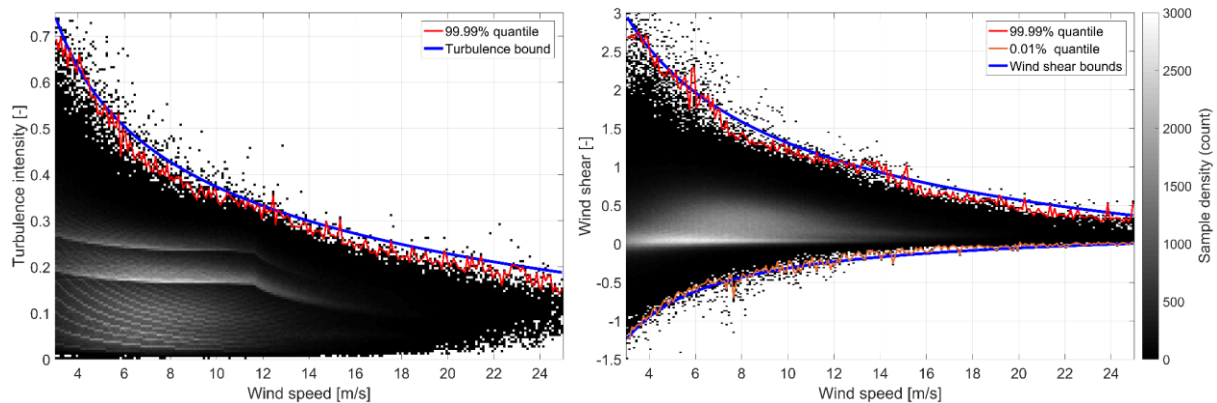 99.99% quantile
Turbulence bound
0.7
0.6
0.5
0.4
0.3
0.2
0.1
0
Turbulence intensity [-]
4 6 8 10 12 14 16 18 20 22 24
Wind speed [m/s]
99.99% quantile
0.01% quantile
Wind shear bounds
3
2.5
2
1.5
1
0.5
0
-0.5
-1
-1.5
Wind shear [-]
4 6 8 10 12 14 16 18 20 22 24
Wind speed [m/s]
3000
2500
2000
1500
1000
500
0
Sample density (count)